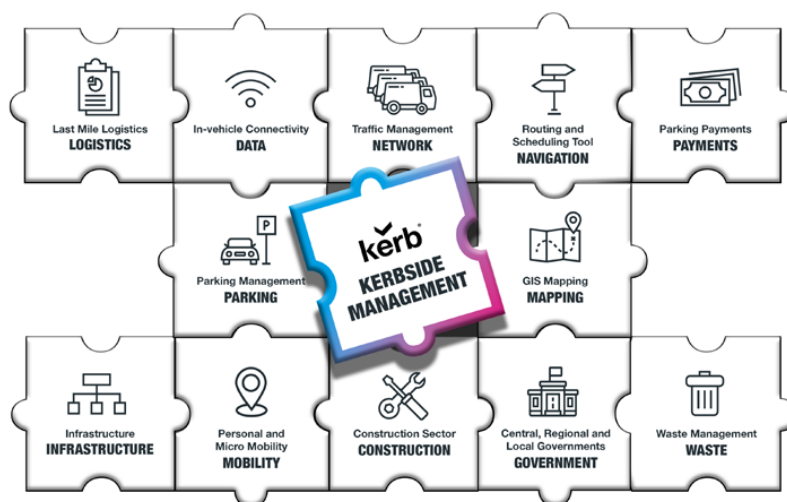 Last Mile Logistics
LOGISTICS
In-vehicle Connectivity
DATA
Traffic Management
NETWORK
Routing and
Scheduling Tool
NAVIGATION
Parking Payments
PAYMENTS
P
Parking Management
PARKING
kerb
KERBSIDE
MANAGEMENT
GIS Mapping
MAPPING
Infrastructure
INFRASTRUCTURE
Personal and
Micro Mobility
MOBILITY
Construction Sector
CONSTRUCTION
Central, Regional and
Local Governments
GOVERNMENT
Waste Management
WASTE